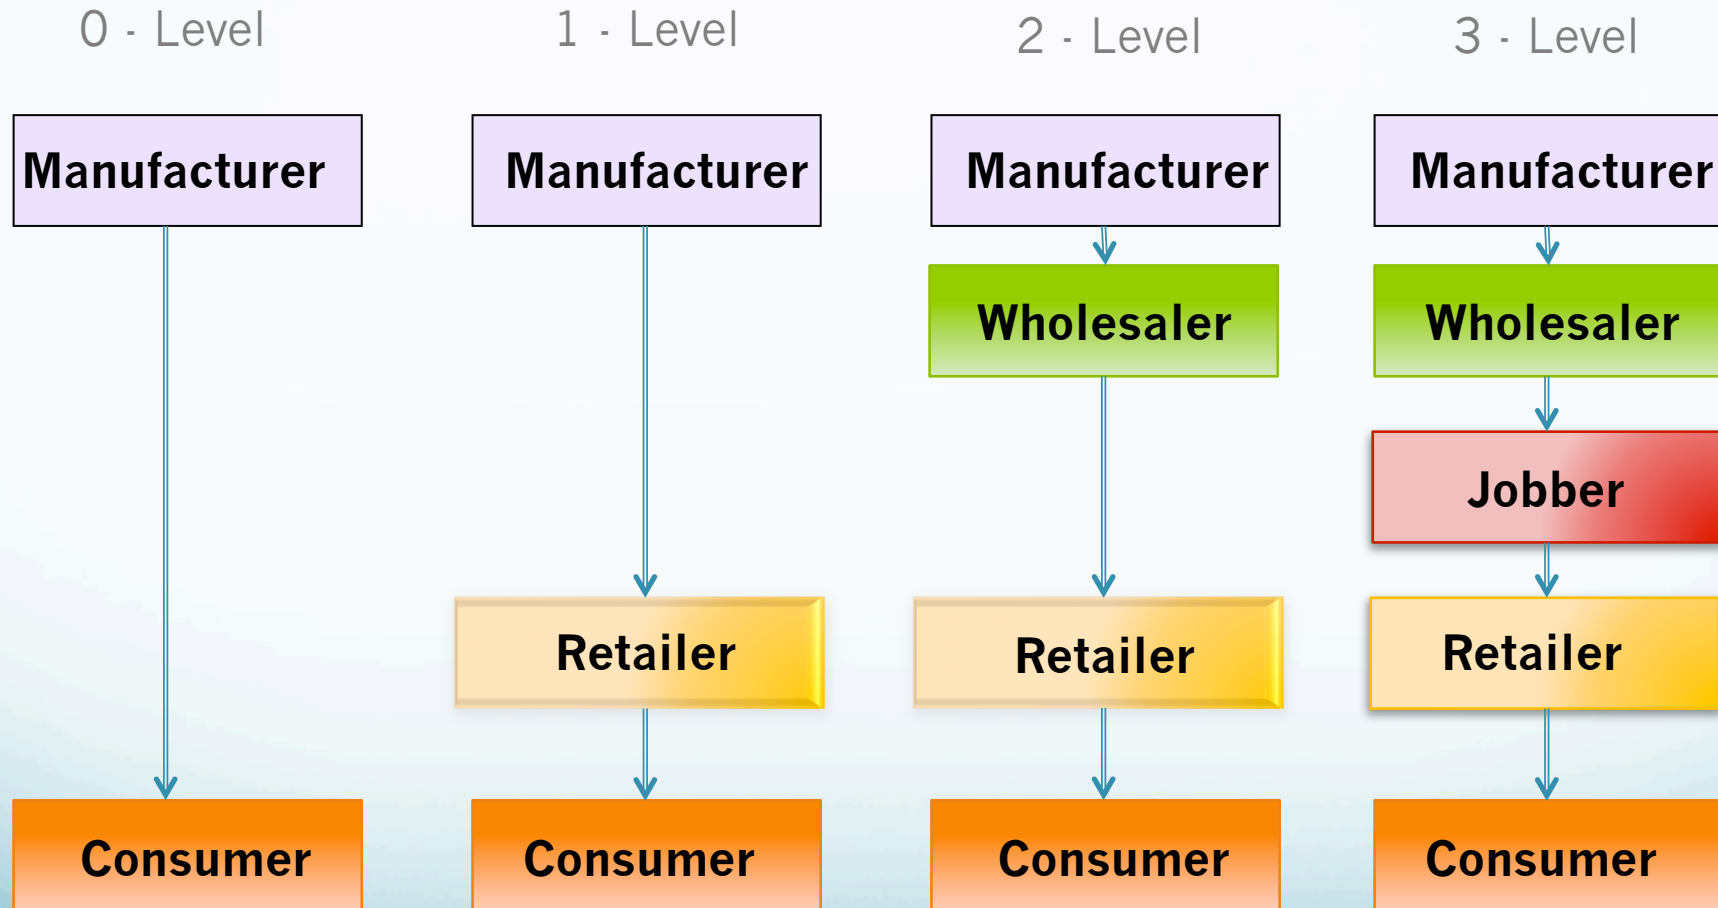 0 - Level
1 - Level
2 - Level
3 - Level
Manufacturer
Manufacturer
Manufacturer
Manufacturer
Wholesaler
Wholesaler
Jobber
Retailer
Retailer
Retailer
Consumer
Consumer
Consumer
Consumer